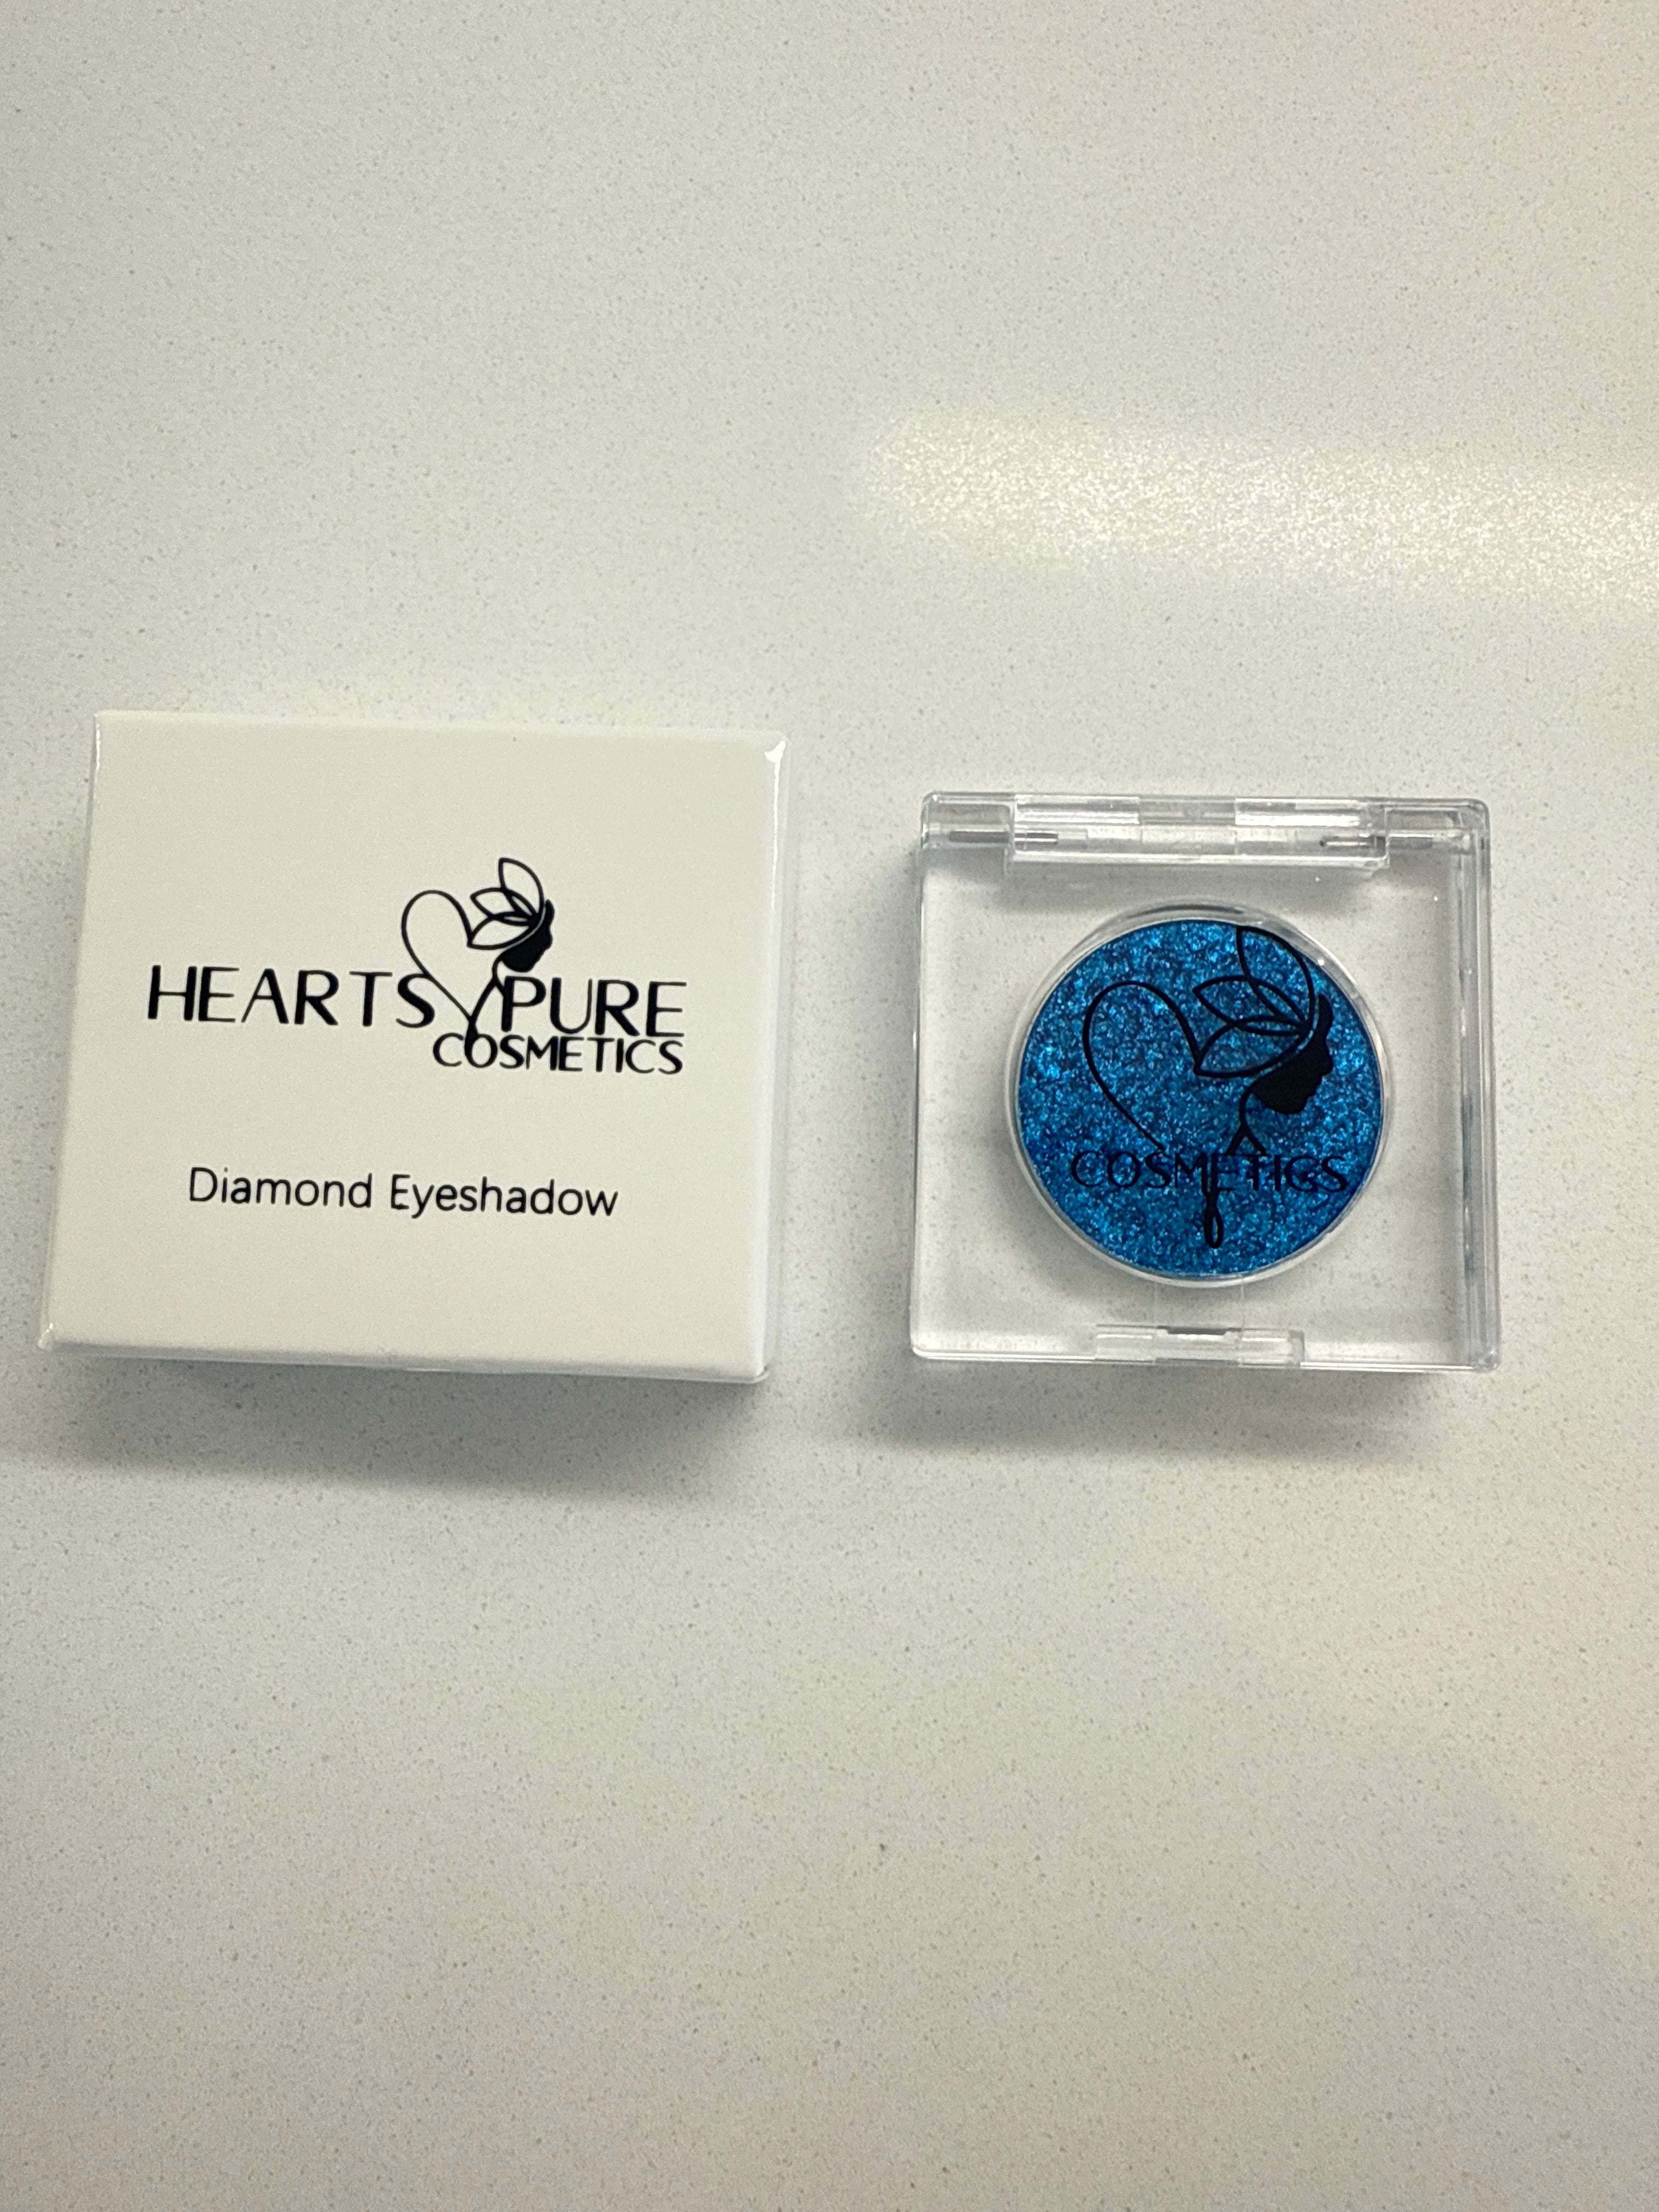 HEARTS PURE
COSMETICS
Diamond Eyeshadow
COSMETICS